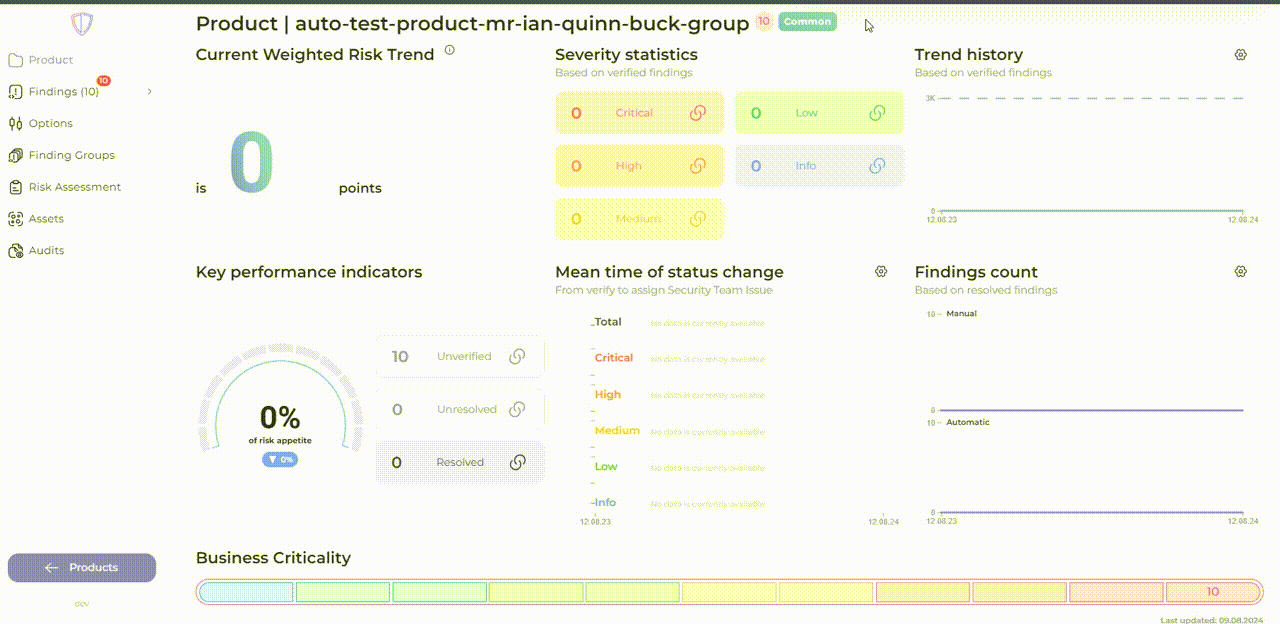 Product | auto-test-product-mr-ian-quinn-buck-group 10 Common
Product
Findings (10) 10
Options
Finding Groups
Risk Assessment
Assets
Audits
Products
dev
Current Weighted Risk Trend
is 0 points
Severity statistics
Based on verified findings
0 Critical
0 Low
0 High
0 Info
0 Medium
Trend history
Based on verified findings
3K
0
12.08.23 12.08.24
Key performance indicators
0%
of risk appetite
0%
10 Unverified
0 Unresolved
0 Resolved
Mean time of status change
From verify to assign Security Team Issue
Total No data is currently available
Critical No data is currently available
High No data is currently available
Medium No data is currently available
Low No data is currently available
Info No data is currently available
12.08.23 12.08.24
Findings count
Based on resolved findings
10 Manual
0
10 Automatic
0
12.08.23 12.08.24
Business Criticality
10
Last updated: 09.08.2024